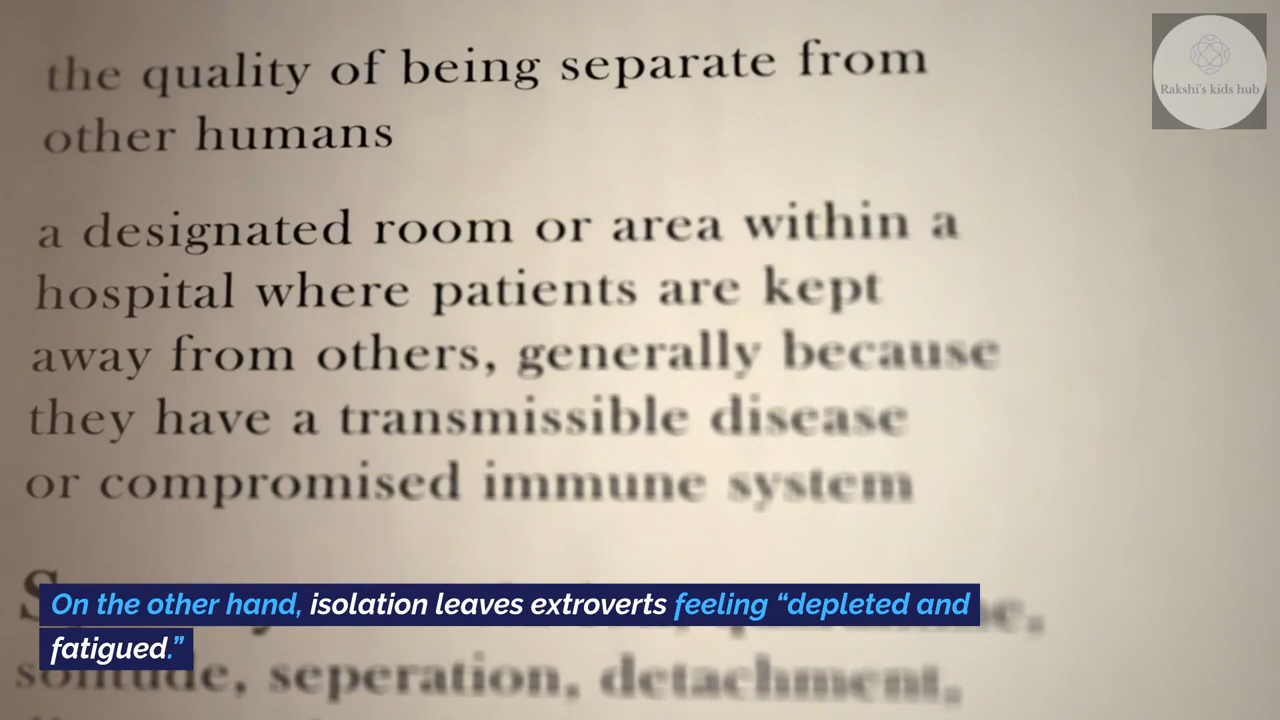 Rakshi's kids hub
the quality of being separate from
other humans
a designated room or area within a
hospital where patients are kept
away from others, generally because
they have a transmissible disease
or compromised immune system
On the other hand, isolation leaves extroverts feeling “depleted and
fatigued.”
solitude, seperation, detachment,